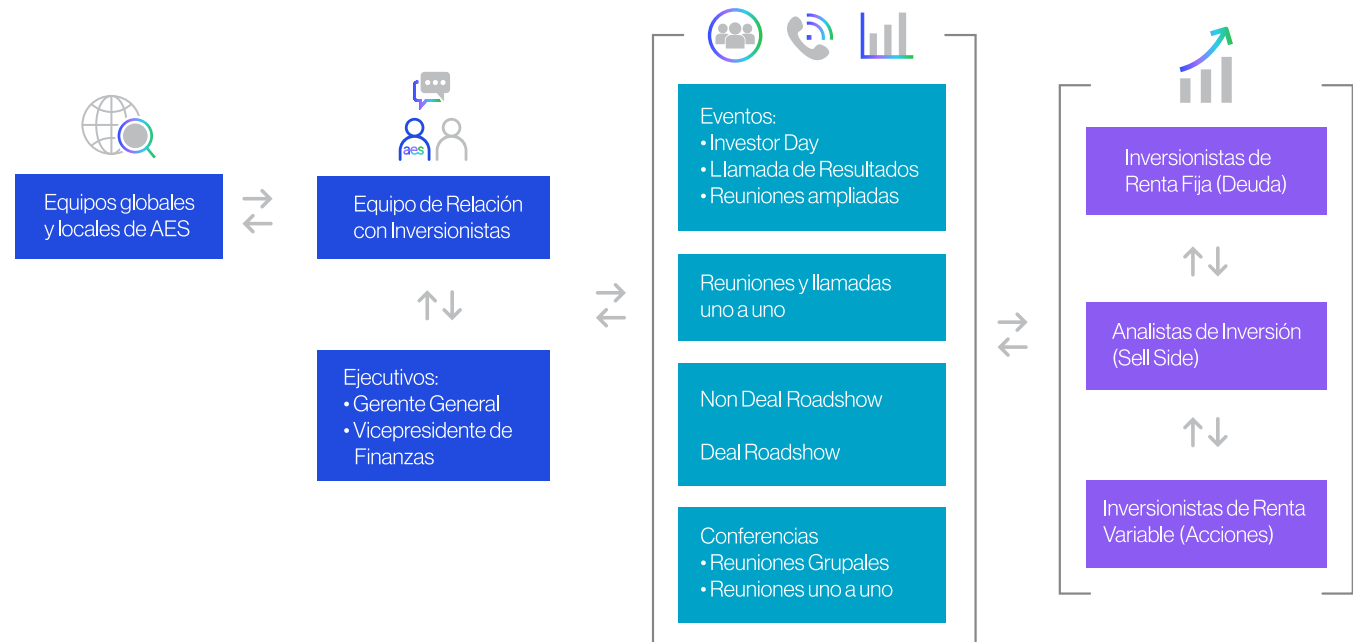 Equipos globales
y locales de AES
aes
Equipo de Relación
con Inversionistas
Ejecutivos:
• Gerente General
• Vicepresidente de
Finanzas
Eventos:
• Investor Day
• Llamada de Resultados
• Reuniones ampliadas
Reuniones y llamadas
uno a uno
Non Deal Roadshow
Deal Roadshow
Conferencias
• Reuniones Grupales
• Reuniones uno a uno
Inversionistas de
Renta Fija (Deuda)
Analistas de Inversión
(Sell Side)
Inversionistas de Renta
Variable (Acciones)